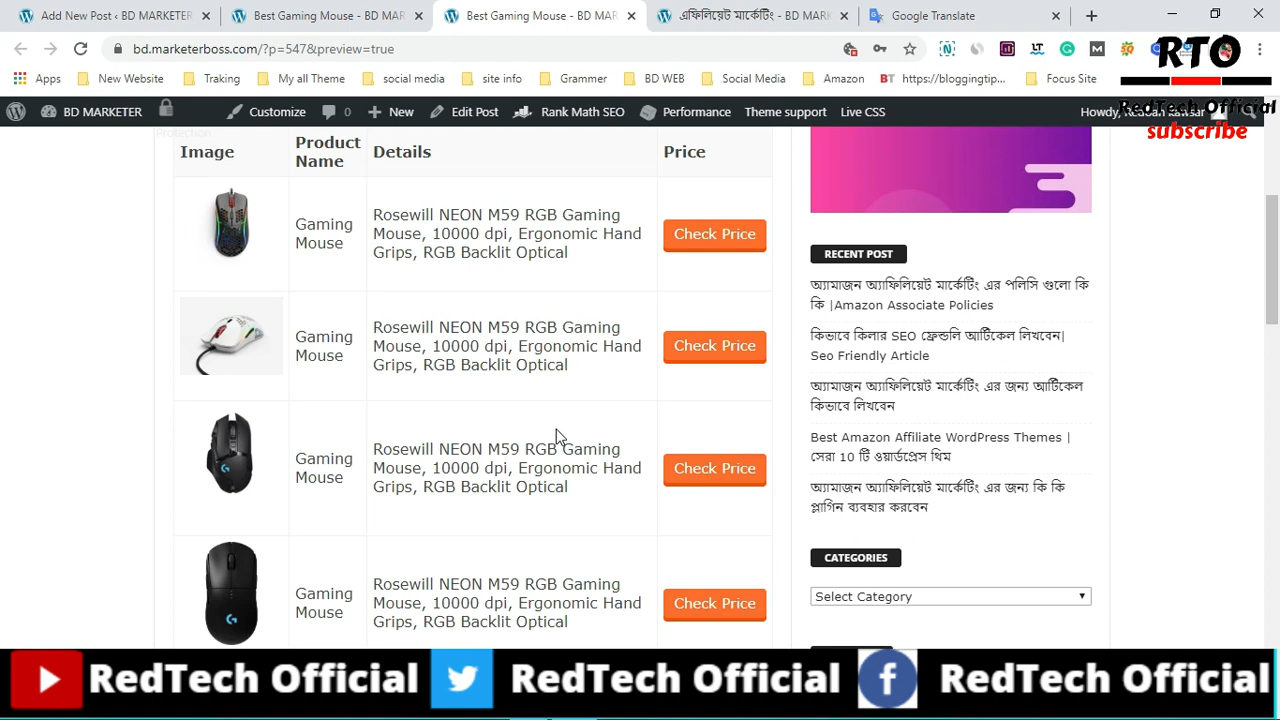 Add New Post ‹ BD MARKETER
Best Gaming Mouse - BD MAR
Best Gaming Mouse - BD MAR
এফিলিয়েট মার্কেটিং - BD MARK
Google Translate
bd.marketerboss.com/?p=547&preview=true
RTO
Apps
New Website
Traking
My all Theme
social media
Pc info
Grammer
BD WEB
Social Media
Amazon
https://bloggingtip...
Focus Site
RedTech Official
subscribe
BD MARKETER
0
New
Customize
Edit Post
Rank Math SEO
Performance
Theme support
Live CSS
Howdy,
Protection
Image
Product Name
Details
Price
Gaming Mouse
Rosewill NEON M59 RGB Gaming
Mouse, 10000 dpi, Ergonomic Hand
Grips, RGB Backlit Optical
Check Price
Gaming Mouse
Rosewill NEON M59 RGB Gaming
Mouse, 10000 dpi, Ergonomic Hand
Grips, RGB Backlit Optical
Check Price
Gaming Mouse
Rosewill NEON M59 RGB Gaming
Mouse, 10000 dpi, Ergonomic Hand
Grips, RGB Backlit Optical
Check Price
Gaming Mouse
Rosewill NEON M59 RGB Gaming
Mouse, 10000 dpi, Ergonomic Hand
Grips, RGB Backlit Optical
Check Price
RECENT POST
অ্যামাজন অ্যাফিলিয়েট মার্কেটিং এর পলিসি গুলো কি
কি |Amazon Associate Policies
কিভাবে কিলার SEO ফ্রেন্ডলি আর্টিকেল লিখবেন|
Seo Friendly Article
অ্যামাজন অ্যাফিলিয়েট মার্কেটিং এর জন্য আর্টিকেল
কিভাবে লিখবেন
Best Amazon Affiliate WordPress Themes |
সেরা 10 টি ওয়ার্ডপ্রেস থিম
অ্যামাজন অ্যাফিলিয়েট মার্কেটিং এর জন্য কি কি
প্লাগিন ব্যবহার করবেন
CATEGORIES
Select Category
RedTech Official
RedTech Official
RedTech Official